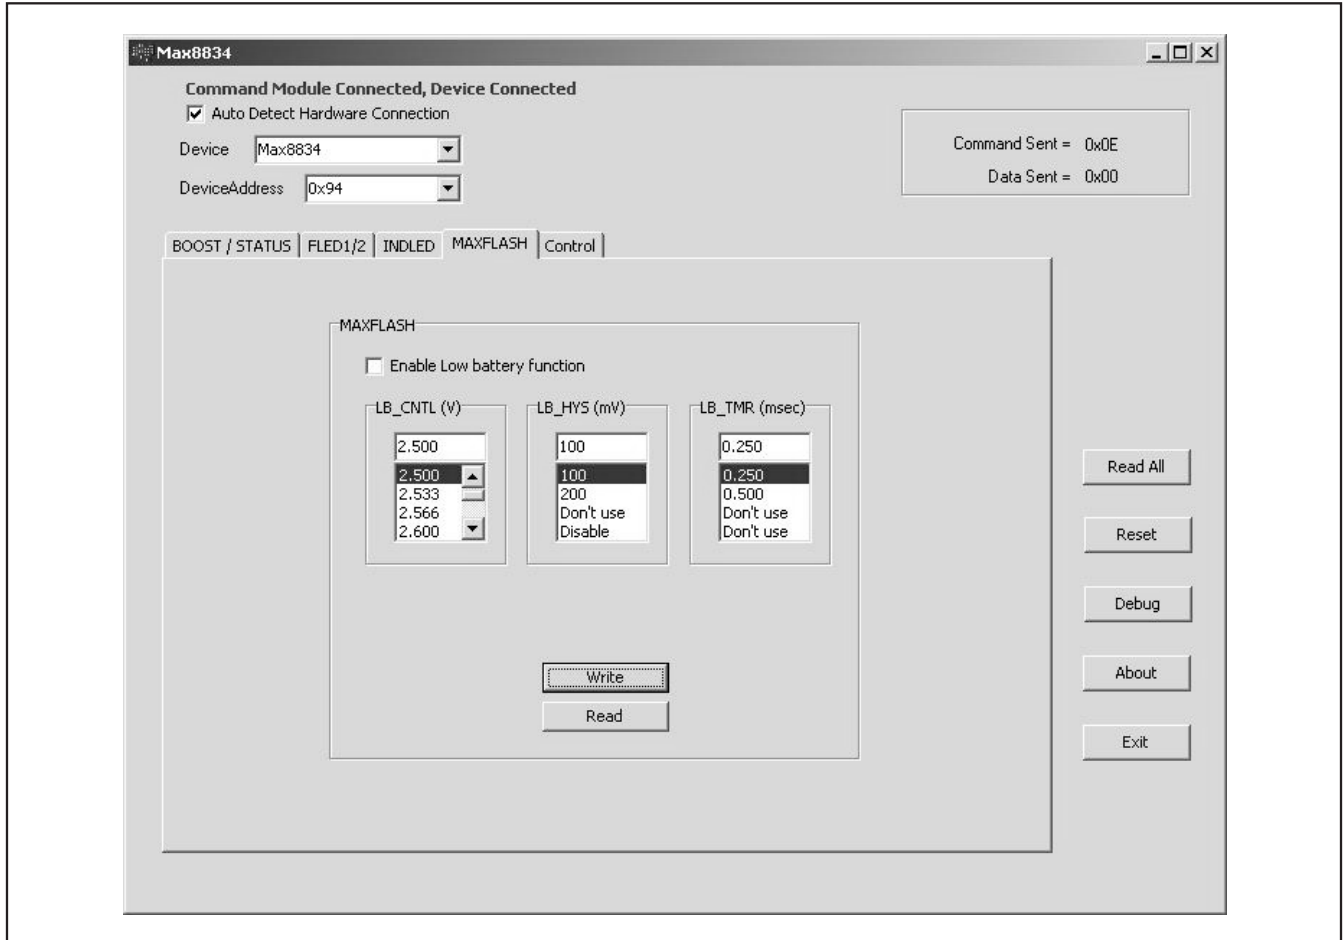 Max8834
Command Module Connected, Device Connected
Auto Detect Hardware Connection
Device Max8834
DeviceAddress 0x94
Command Sent = 0x0E
Data Sent = 0x00
BOOST / STATUS FLED1/2 INDLED MAXFLASH Control
MAXFLASH
Enable Low battery function
LB_CNTL (V)
2.500
2.500
2.533
2.566
2.600
LB_HYS (mV)
100
100
200
Don't use
Disable
LB_TMR (msec)
0.250
0.250
0.500
Don't use
Don't use
Write
Read
Read All
Reset
Debug
About
Exit